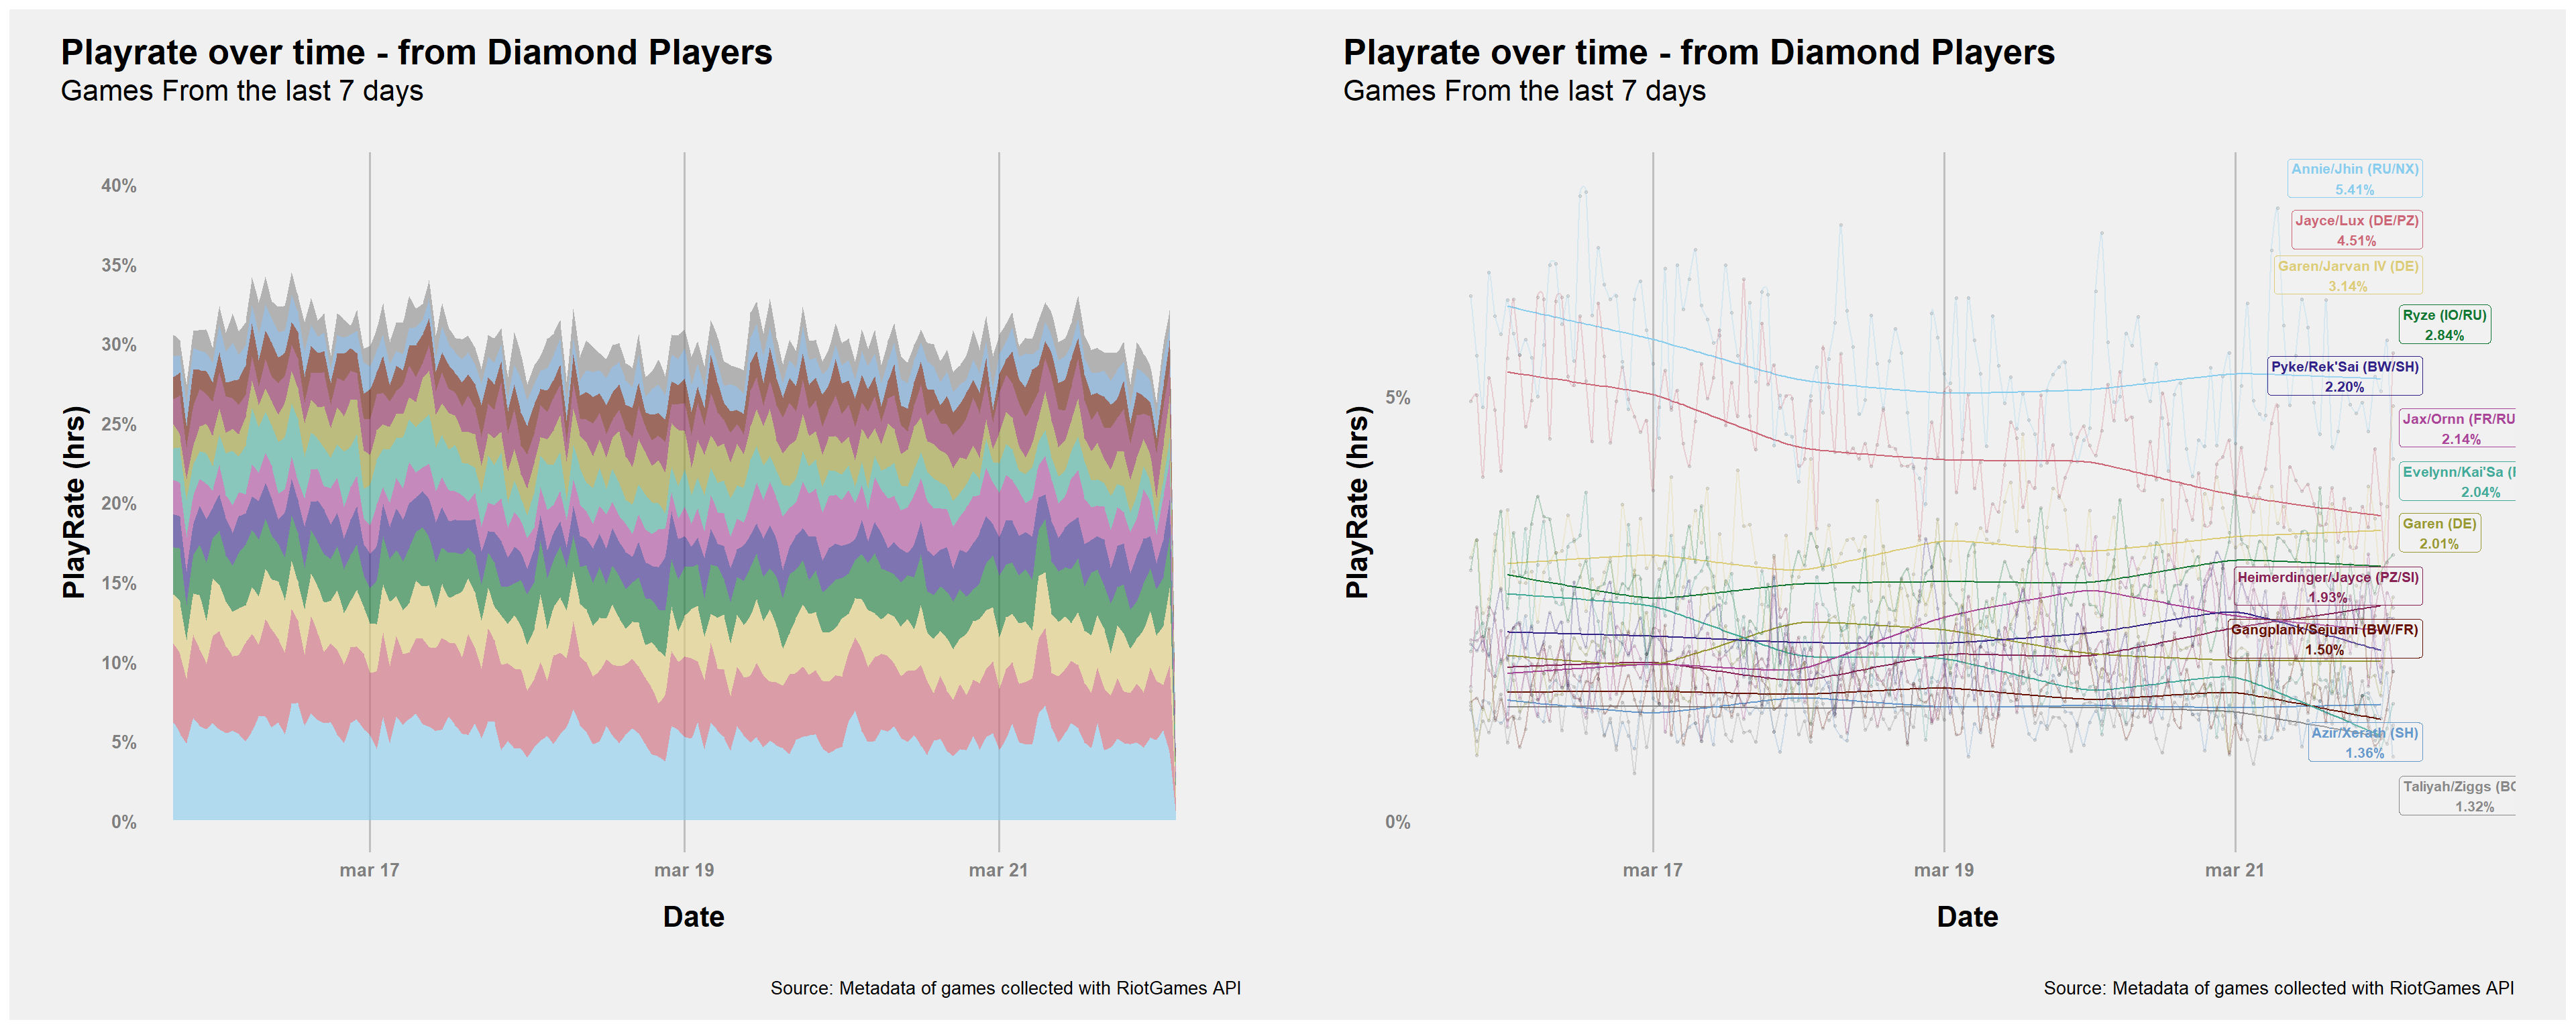 Playrate over time - from Diamond Players
Games From the last 7 days
PlayRate (hrs)
40%
35%
30%
25%
20%
15%
10%
5%
0%
mar 17
mar 19
mar 21
Date
Source: Metadata of games collected with RiotGames API
Playrate over time - from Diamond Players
Games From the last 7 days
PlayRate (hrs)
5%
0%
Annie/Jhin (RU/NX)
5.41%
Jayce/Lux (DE/PZ)
4.51%
Garen/Jarvan IV (DE)
3.14%
Ryze (IO/RU)
2.84%
Pyke/Rek'Sai (BW/SH)
2.20%
Jax/Ornn (FR/RU
2.14%
Evelynn/Kai'Sa (
2.04%
Garen (DE)
2.01%
Heimerdinger/Jayce (PZ/SI)
1.93%
Gangplank/Sejuani (BW/FR)
1.50%
Azir/Xerath (SH)
1.36%
Taliyah/Ziggs (BC
1.32%
mar 17
mar 19
mar 21
Date
Source: Metadata of games collected with RiotGames API